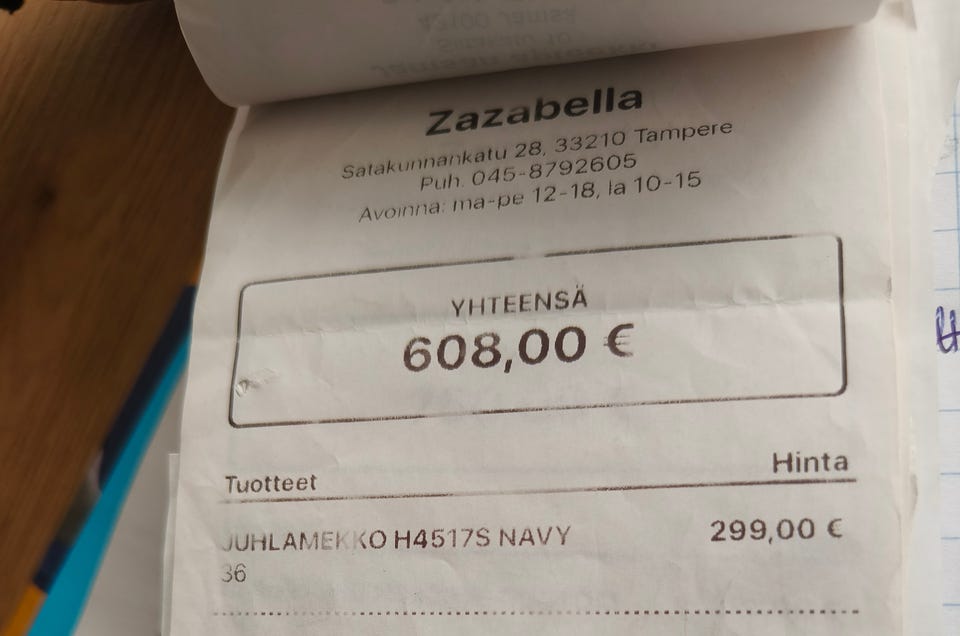 Zazabella
Satakunnankatu 28, 33210 Tampere
Puh. 045-8792605
Avoinna: ma-pe 12-18, la 10-15
YHTEENSÄ
608,00 €
Tuotteet Hinta
JUHLAMEKKO H4517S NAVY 299,00 €
36